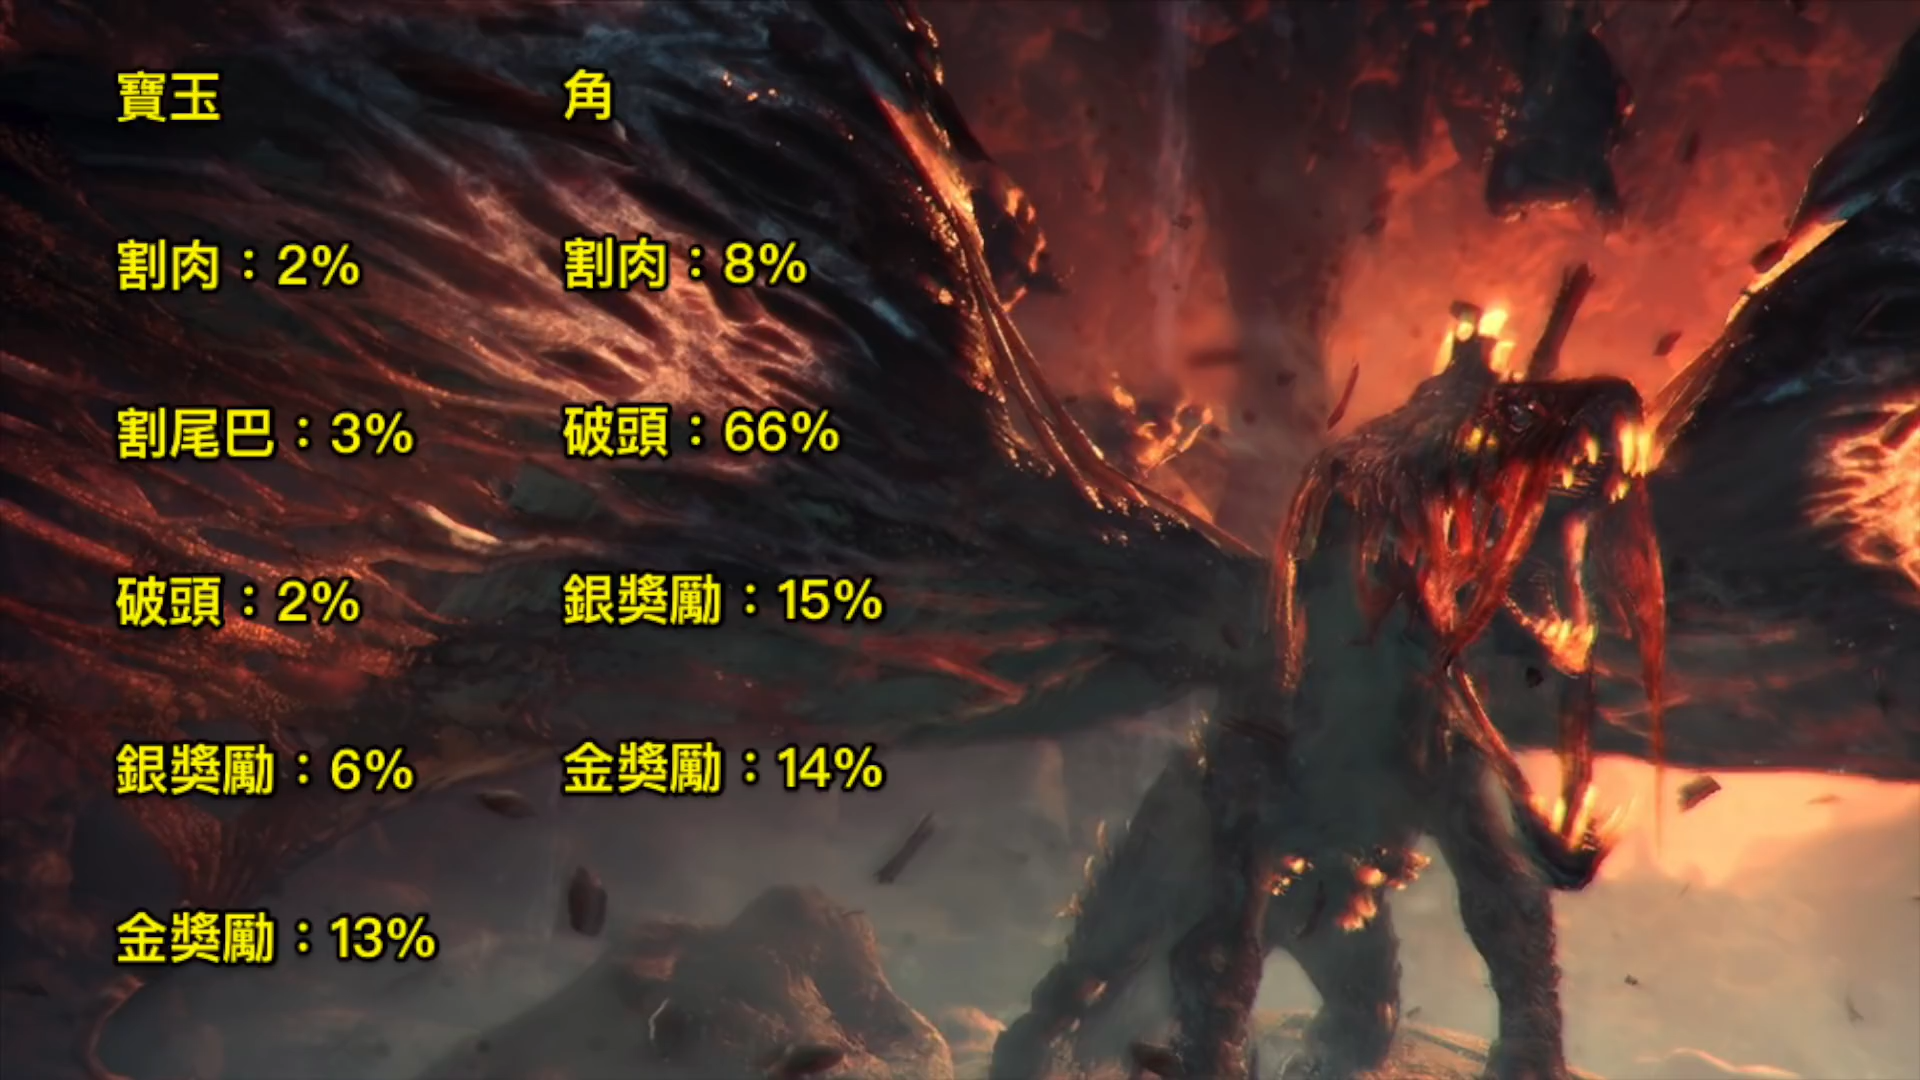 寶玉
割肉：2%
割尾巴：3%
破頭：2%
銀獎勵：6%
金獎勵：13%
角
割肉：8%
破頭：66%
銀獎勵：15%
金獎勵：14%